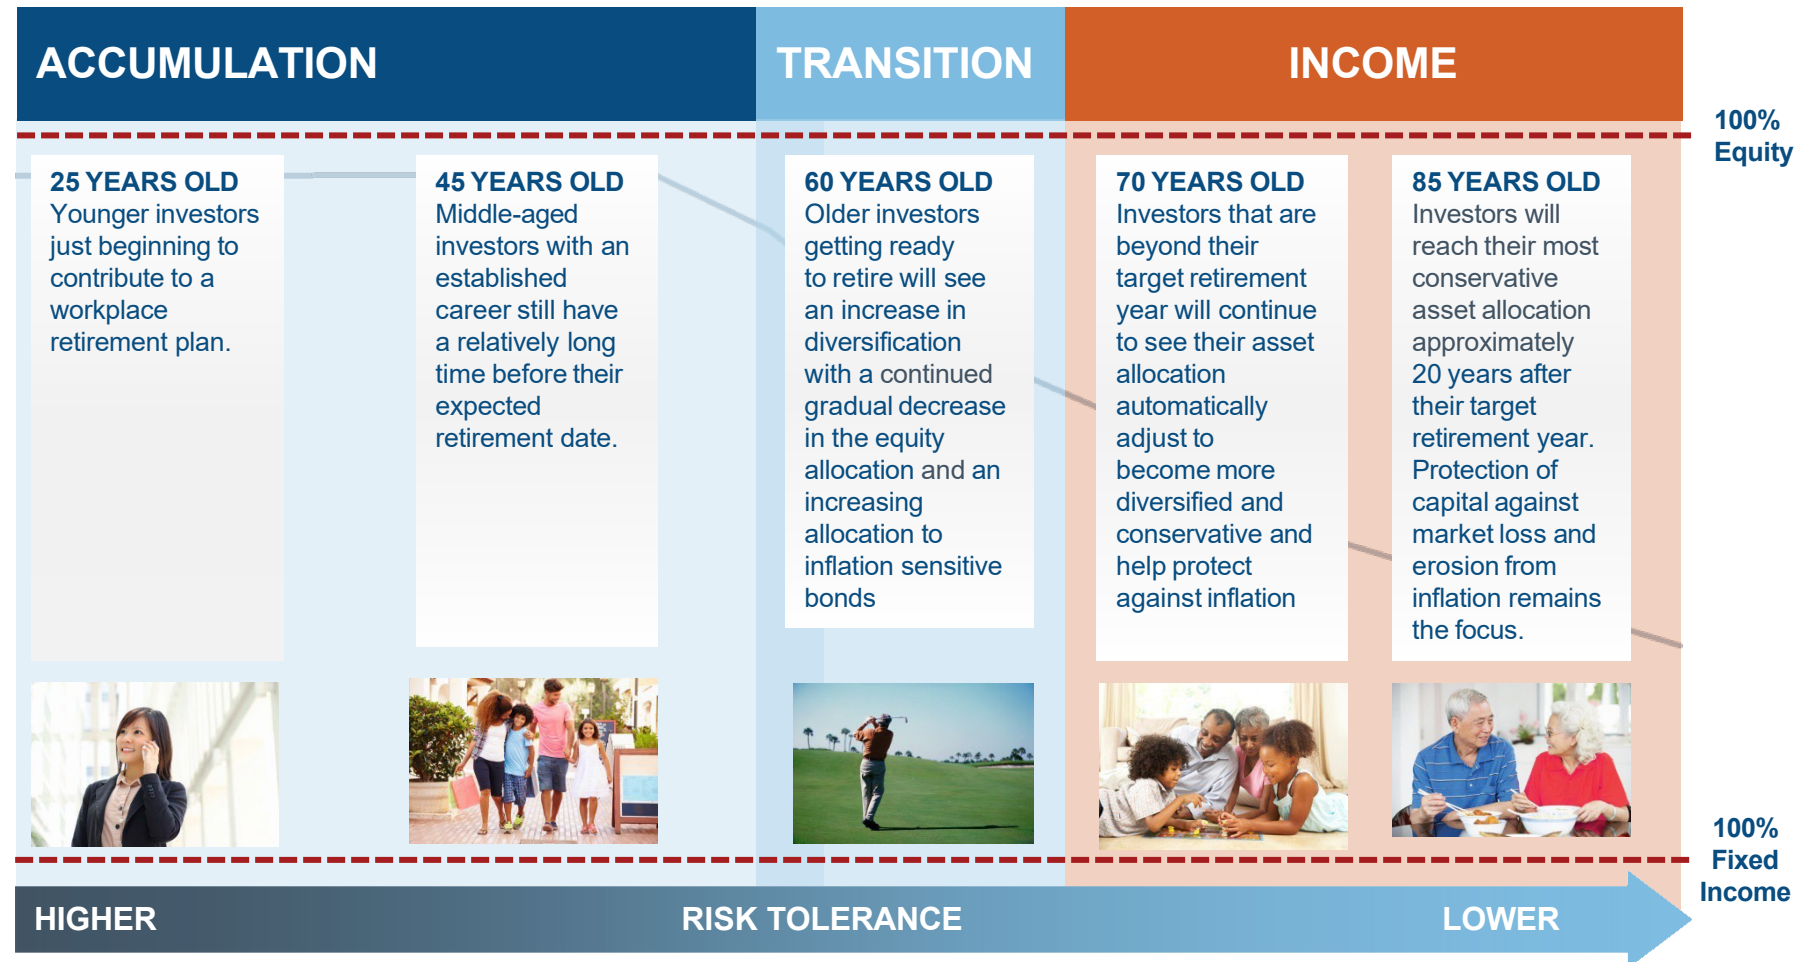 ACCUMULATION
TRANSITION
INCOME
100%
Equity
25 YEARS OLD
Younger investors
just beginning to
contribute to a
workplace
retirement plan.
45 YEARS OLD
Middle-aged
investors with an
established
career still have
a relatively long
time before their
expected
retirement date.
60 YEARS OLD
Older investors
getting ready
to retire will see
an increase in
diversification
with a continued
gradual decrease
in the equity
allocation and an
increasing
allocation to
inflation sensitive
bonds
70 YEARS OLD
Investors that are
beyond their
target retirement
year will continue
to see their asset
allocation
automatically
adjust to
become more
diversified and
conservative and
help protect
against inflation
85 YEARS OLD
Investors will
reach their most
conservative
asset allocation
approximately
20 years after
their target
retirement year.
Protection of
capital against
market loss and
erosion from
inflation remains
the focus.
100%
Fixed
Income
HIGHER
RISK TOLERANCE
LOWER